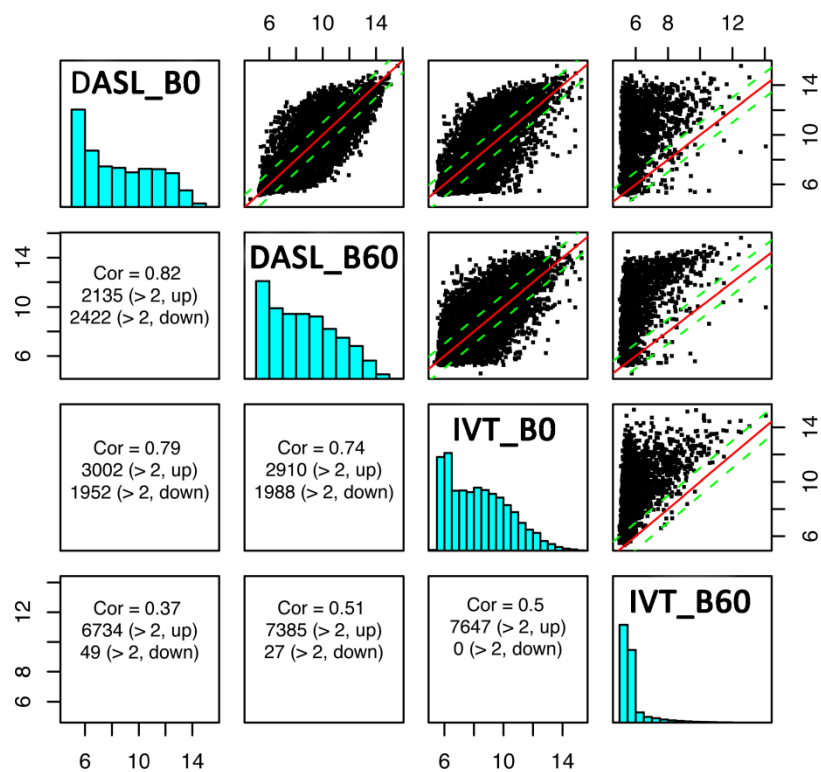 6 10 14 6 8 12
DASL_B0
6 10 14
DASL_B60
Cor = 0.82
2135 (> 2, up)
2422 (> 2, down)
6 10 14
IVT_B0
Cor = 0.79
3002 (> 2, up)
1952 (> 2, down)
Cor = 0.74
2910 (> 2, up)
1988 (> 2, down)
6 10 14
IVT_B60
Cor = 0.37
6734 (> 2, up)
49 (> 2, down)
Cor = 0.51
7385 (> 2, up)
27 (> 2, down)
Cor = 0.5
7647 (> 2, up)
0 (> 2, down)
6 8 10 12
6 10 14 6 10 14